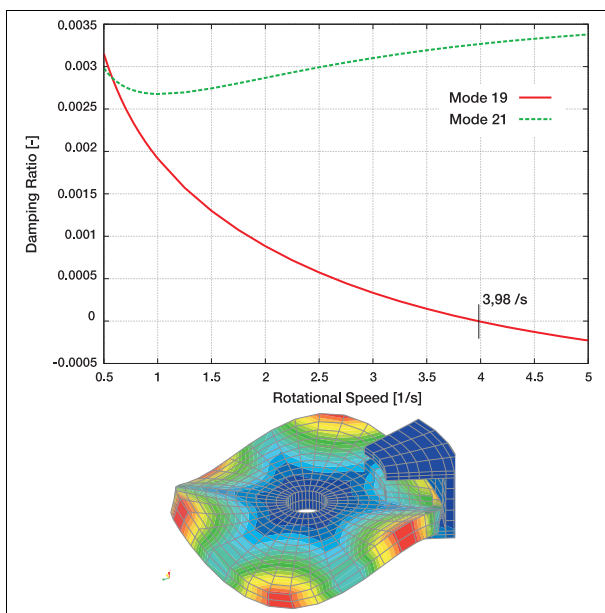 0.0035
0.003
0.0025
0.002
0.0015
0.001
0.0005
0
-0.0005
Damping Ratio [-]
Mode 19
Mode 21
3,98 /s
0.5 1 1.5 2 2.5 3 3.5 4 4.5 5
Rotational Speed [1/s]